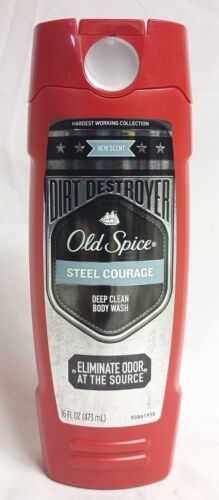 HARDEST WORKING COLLECTION
NEW SCENT
DIRT DESTROYER
Old Spice®
STEEL COURAGE
DEEP CLEAN
BODY WASH
ELIMINATE ODOR
AT THE SOURCE
16 FL OZ (473 mL)